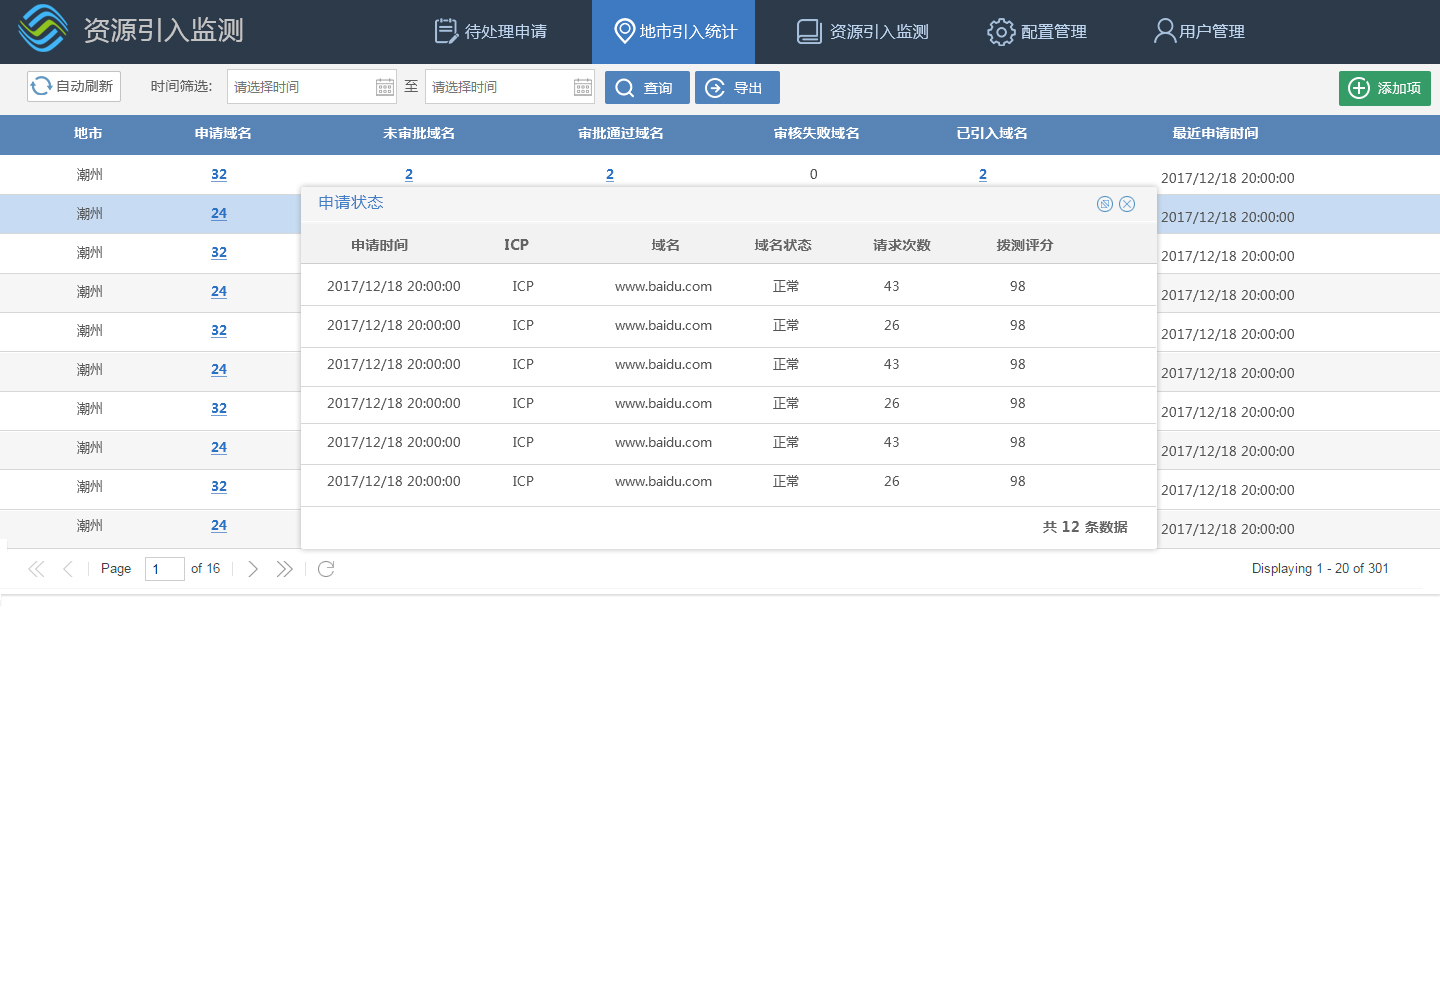 资源引入监测 待处理申请 地市引入统计 资源引入监测 配置管理 用户管理
自动刷新 时间筛选: 请选择时间 至 请选择时间 查询 导出 添加项
地市 申请域名 未审批域名 审批通过域名 审核失败域名 已引入域名 最近申请时间
潮州 32 2 2 0 2 2017/12/18 20:00:00
潮州 24 2017/12/18 20:00:00
潮州 32 2017/12/18 20:00:00
潮州 24 2017/12/18 20:00:00
潮州 32 2017/12/18 20:00:00
潮州 24 2017/12/18 20:00:00
潮州 32 2017/12/18 20:00:00
潮州 24 2017/12/18 20:00:00
潮州 32 2017/12/18 20:00:00
潮州 24 2017/12/18 20:00:00
申请状态
申请时间 ICP 域名 域名状态 请求次数 拨测评分
2017/12/18 20:00:00 ICP www.baidu.com 正常 43 98
2017/12/18 20:00:00 ICP www.baidu.com 正常 26 98
2017/12/18 20:00:00 ICP www.baidu.com 正常 43 98
2017/12/18 20:00:00 ICP www.baidu.com 正常 26 98
2017/12/18 20:00:00 ICP www.baidu.com 正常 43 98
2017/12/18 20:00:00 ICP www.baidu.com 正常 26 98
共 12 条数据
Page 1 of 16 Displaying 1 - 20 of 301